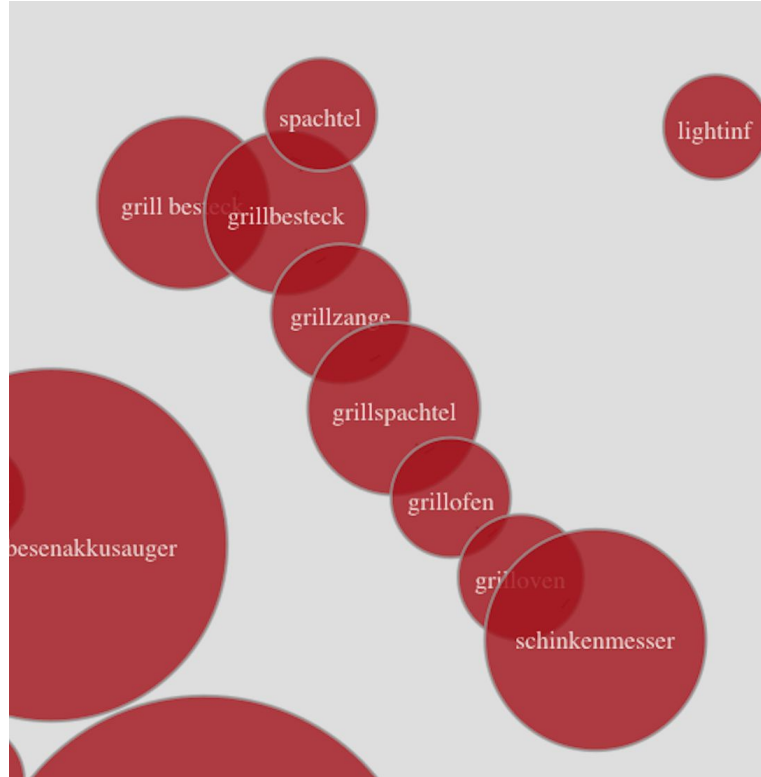 spachtel
lightinf
grill besteck
grillbesteck
grillzange
grillspachtel
grillofen
besenakkusauger
grilloven
schinkenmesser